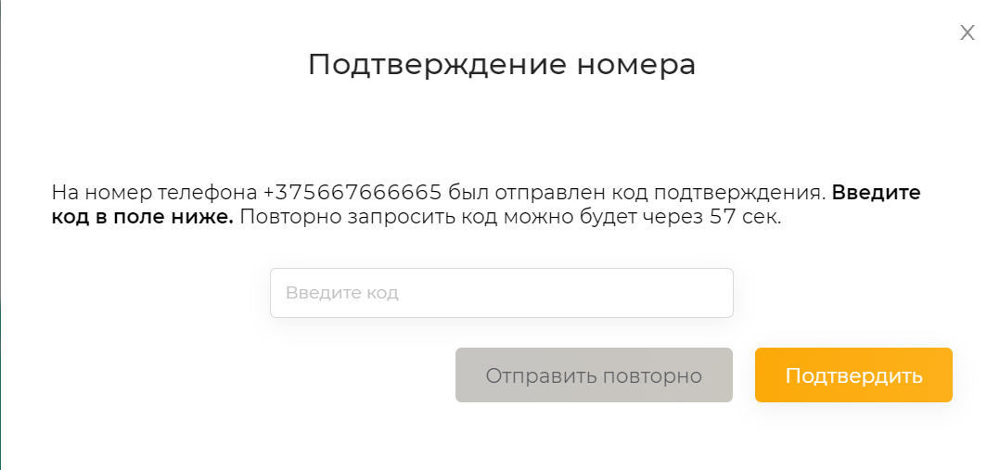 X
Подтверждение номера
На номер телефона +375667666665 был отправлен код подтверждения. Введите
код в поле ниже. Повторно запросить код можно будет через 57 сек.
Введите код
Отправить повторно
Подтвердить